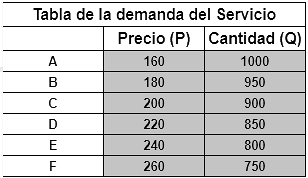 Tabla de la demanda del Servicio
Precio (P) Cantidad (Q)
A 160 1000
B 180 950
C 200 900
D 220 850
E 240 800
F 260 750